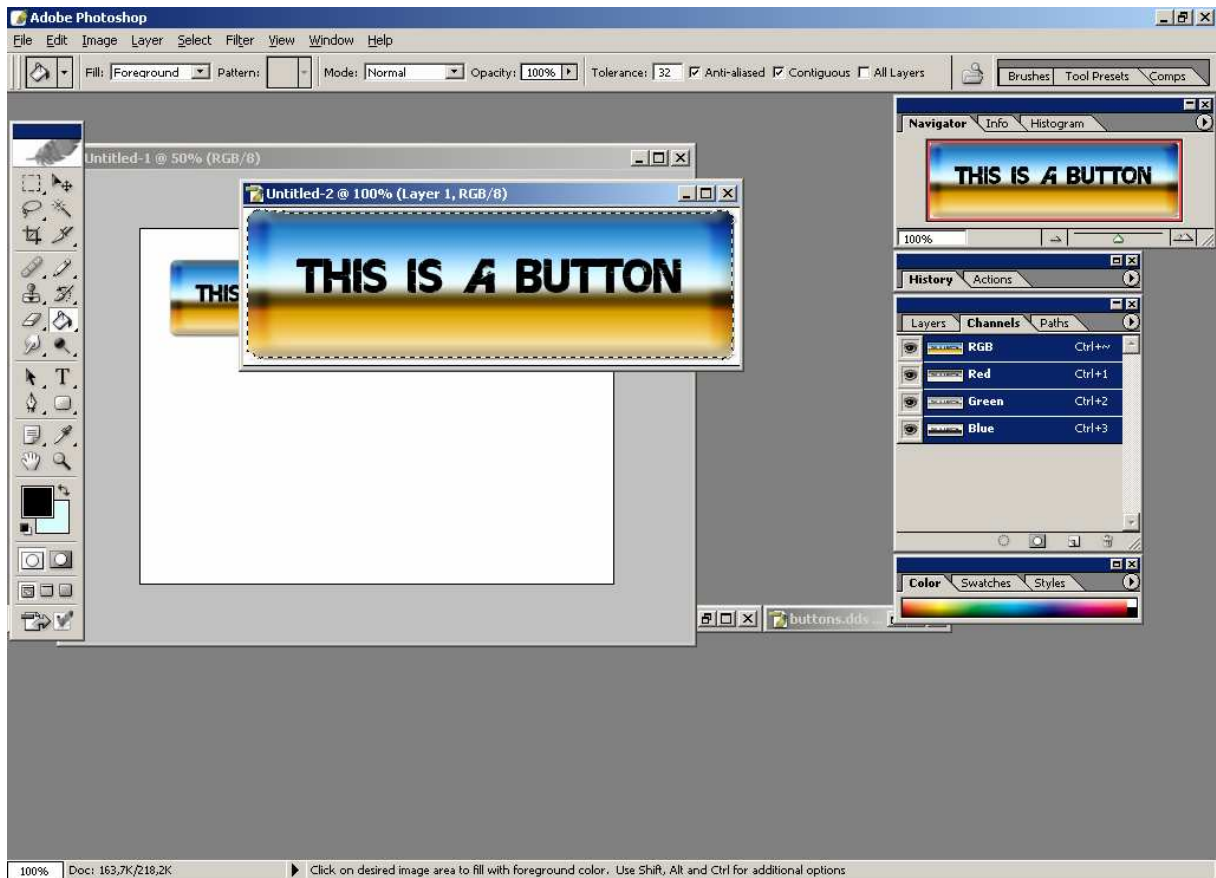 Adobe Photoshop
File Edit Image Layer Select Filter View Window Help
Fill: Foreground Pattern: Mode: Normal Opacity: 100% Tolerance: 32 Anti-aliased Contiguous All Layers Brushes Tool Presets Comps
Navigator Info Histogram
THIS IS A BUTTON
100%
Untitled-1 @ 50% (RGB/8)
Untitled-2 @ 100% (Layer 1, RGB/8)
THIS IS A BUTTON
THIS
T
History Actions
Layers Channels Paths
RGB Ctrl+~
Red Ctrl+1
Green Ctrl+2
Blue Ctrl+3
Color Swatches Styles
buttons.dds ...
100% Doc: 163,7K/218,2K Click on desired image area to fill with foreground color. Use Shift, Alt and Ctrl for additional options